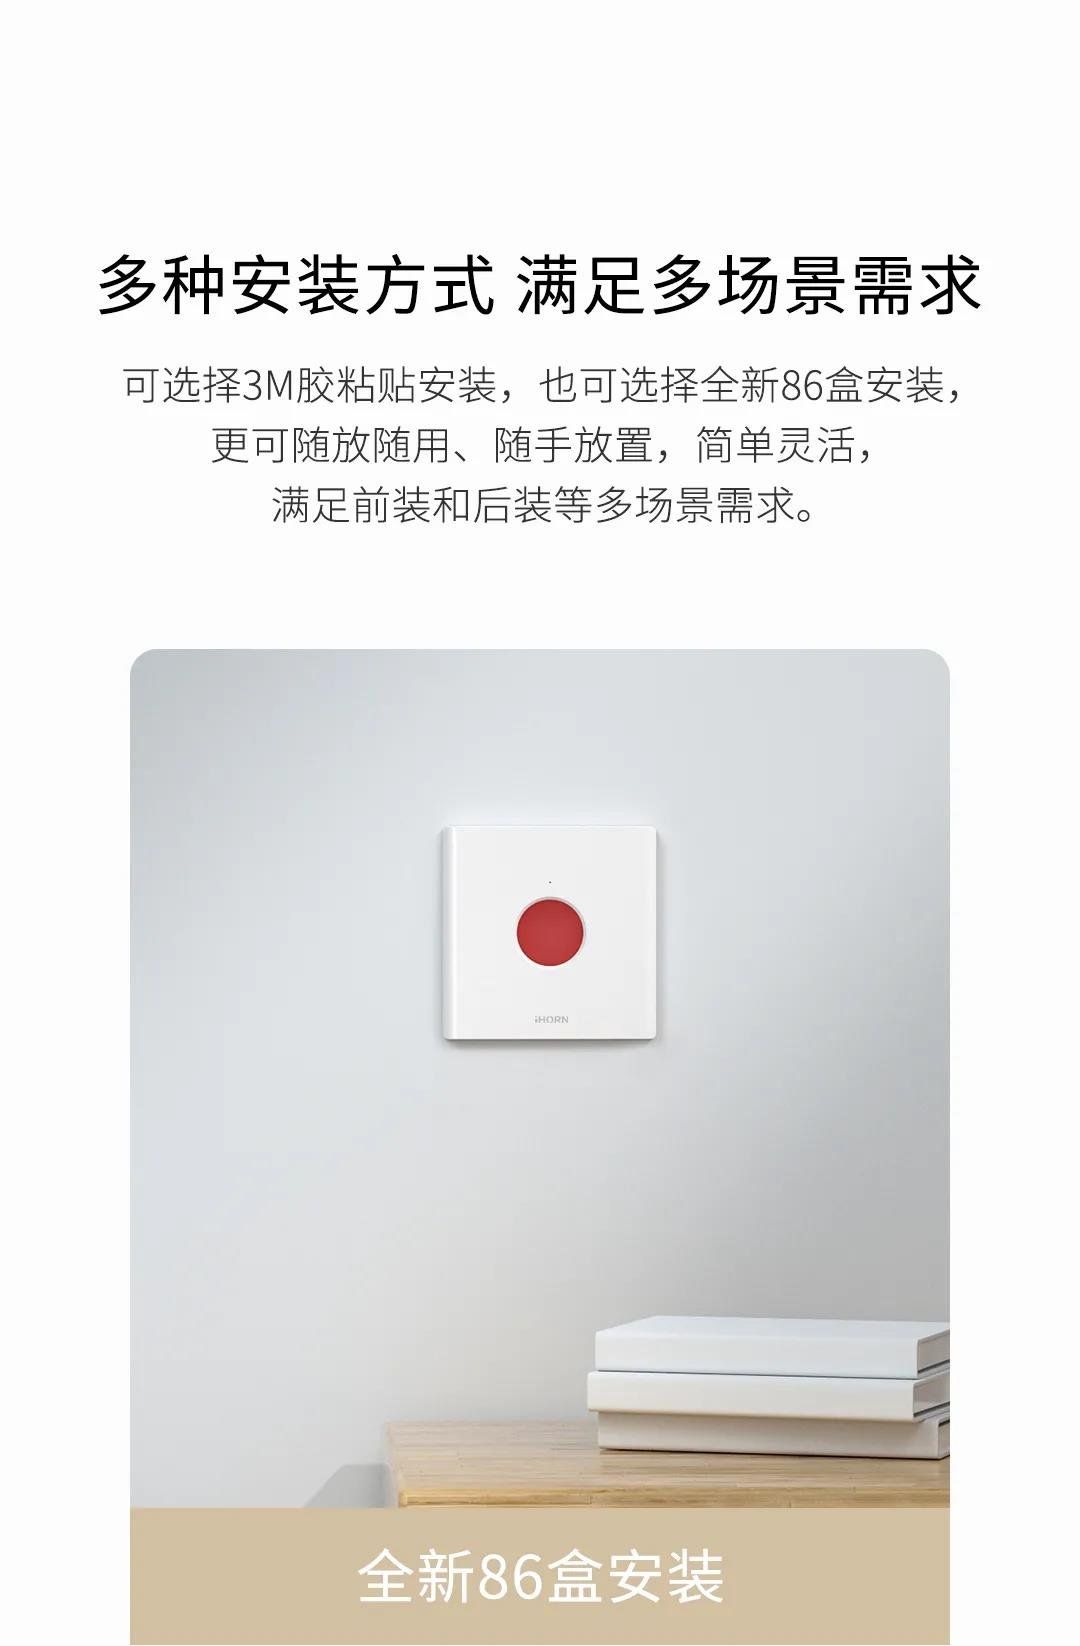 多种安装方式 满足多场景需求
可选择3M胶粘贴安装，也可选择全新86盒安装，
更可随放随用、随手放置，简单灵活，
满足前装和后装等多场景需求。
iHORN
全新86盒安装